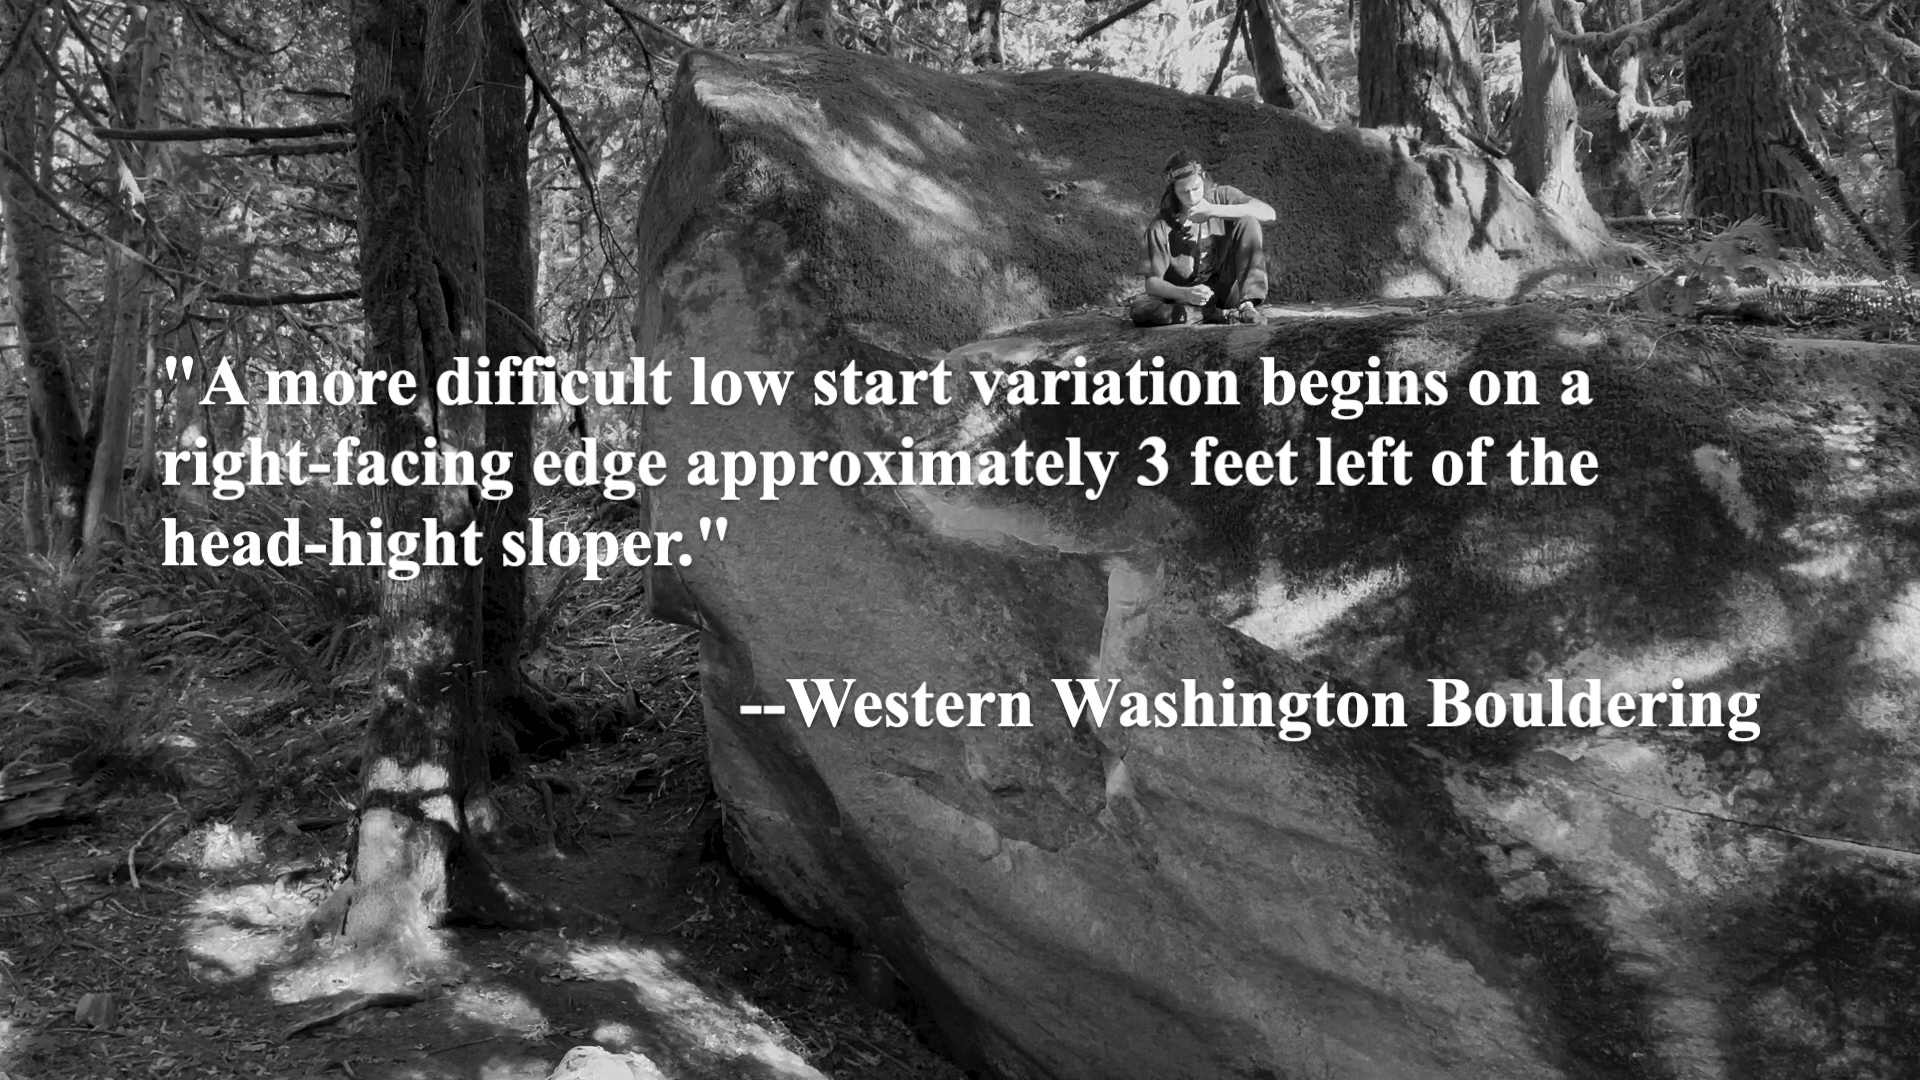 "A more difficult low start variation begins on a
right-facing edge approximately 3 feet left of the
head-hight sloper."
--Western Washington Bouldering